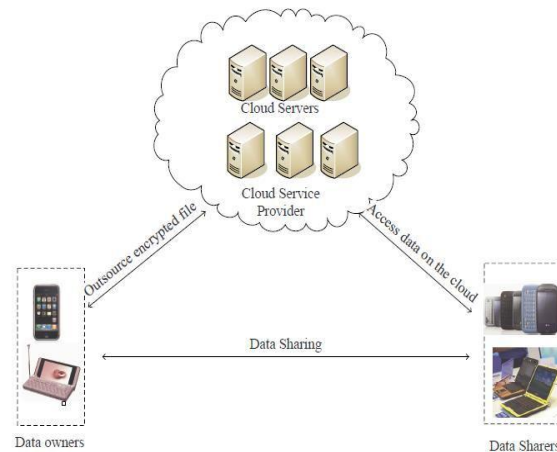 Cloud Servers
Cloud Service
Provider
Outsource encrypted file
Access data on the cloud
Data Sharing
Data owners
Data Sharers